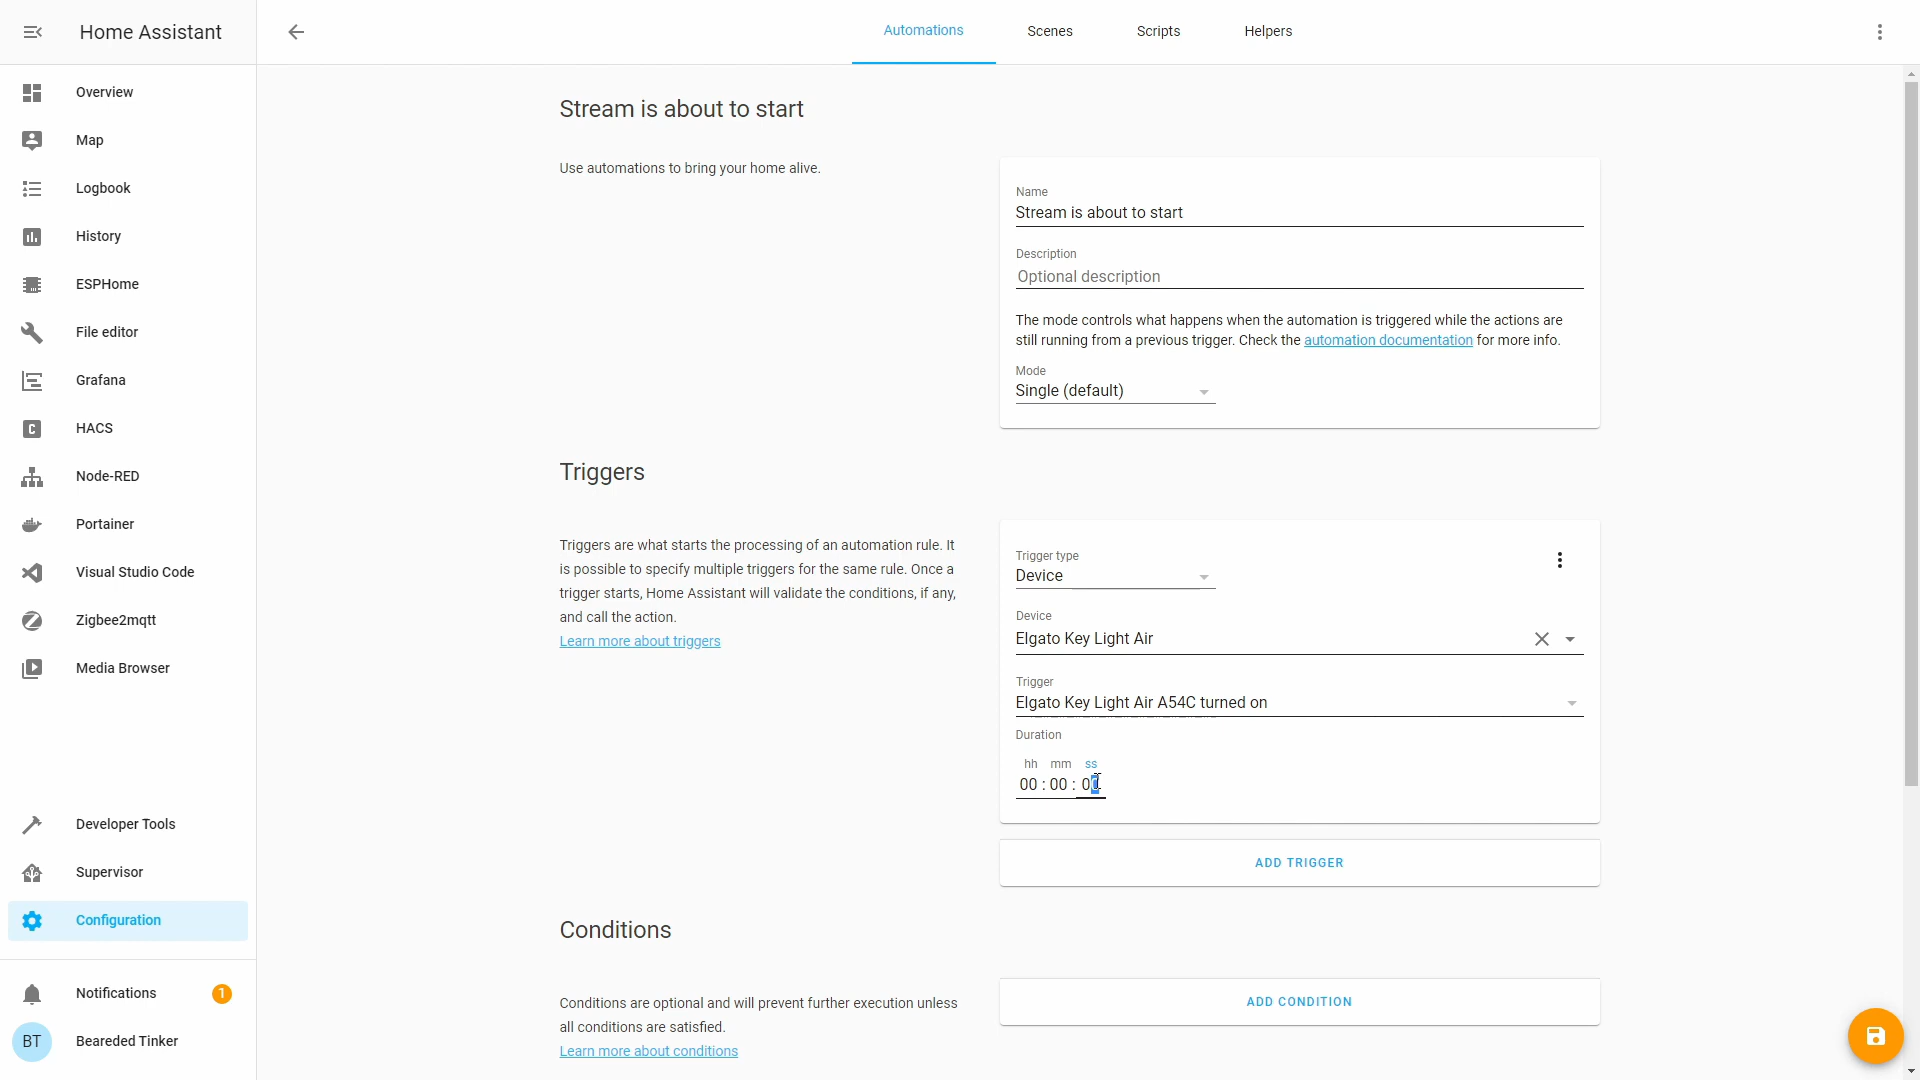 Home Assistant
Automations
Scenes
Scripts
Helpers
Overview
Map
Logbook
History
ESPHome
File editor
Grafana
HACS
Node-RED
Portainer
Visual Studio Code
Zigbee2mqtt
Media Browser
Developer Tools
Supervisor
Configuration
Notifications
1
BT
Bearded Tinker
Stream is about to start
Use automations to bring your home alive.
Name
Stream is about to start
Description
Optional description
The mode controls what happens when the automation is triggered while the actions are
still running from a previous trigger. Check the automation documentation for more info.
Mode
Single (default)
Triggers
Triggers are what starts the processing of an automation rule. It
is possible to specify multiple triggers for the same rule. Once a
trigger starts, Home Assistant will validate the conditions, if any,
and call the action.
Learn more about triggers
Trigger type
Device
Device
Elgato Key Light Air
Trigger
Elgato Key Light Air A54C turned on
Duration
hh mm ss
00 : 00 : 00
ADD TRIGGER
Conditions
Conditions are optional and will prevent further execution unless
all conditions are satisfied.
Learn more about conditions
ADD CONDITION